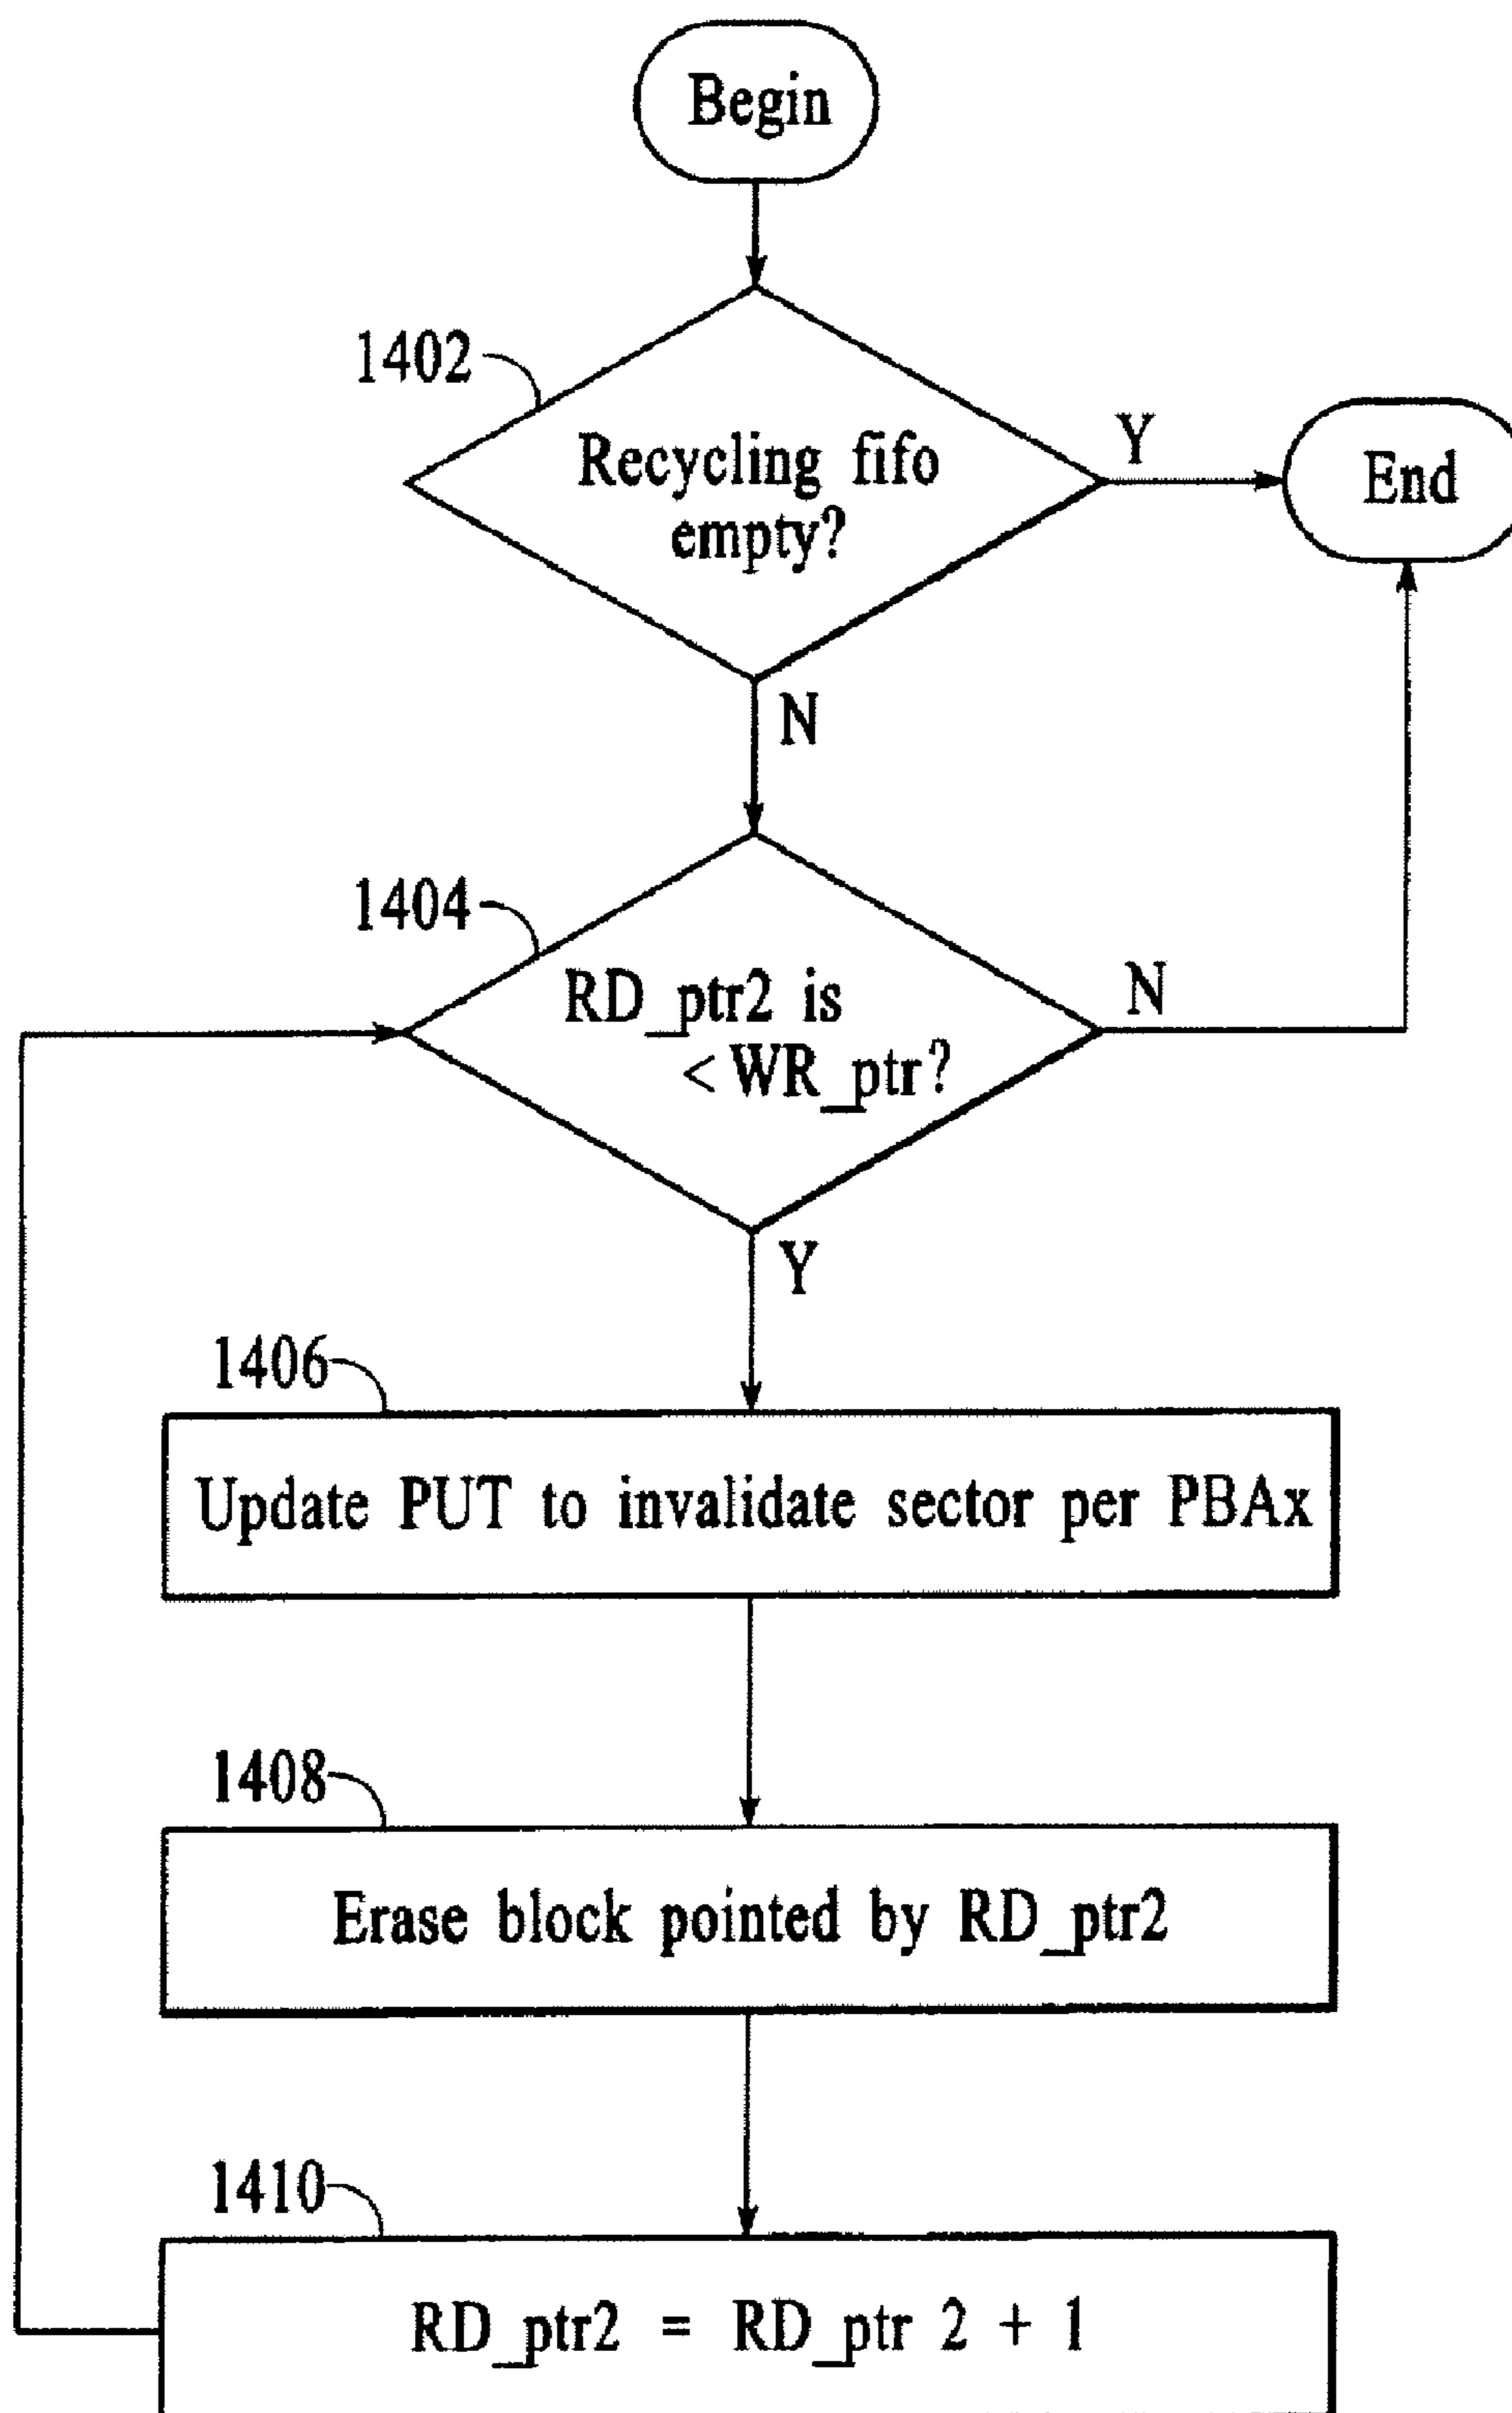 Begin
1402
Recycling fifo
empty?
Y
End
N
1404
RD_ptr2 is
< WR_ptr?
N
Y
1406
Update PUT to invalidate sector per PBAx
1408
Erase block pointed by RD_ptr2
1410
RD_ptr2 = RD_ptr 2 + 1